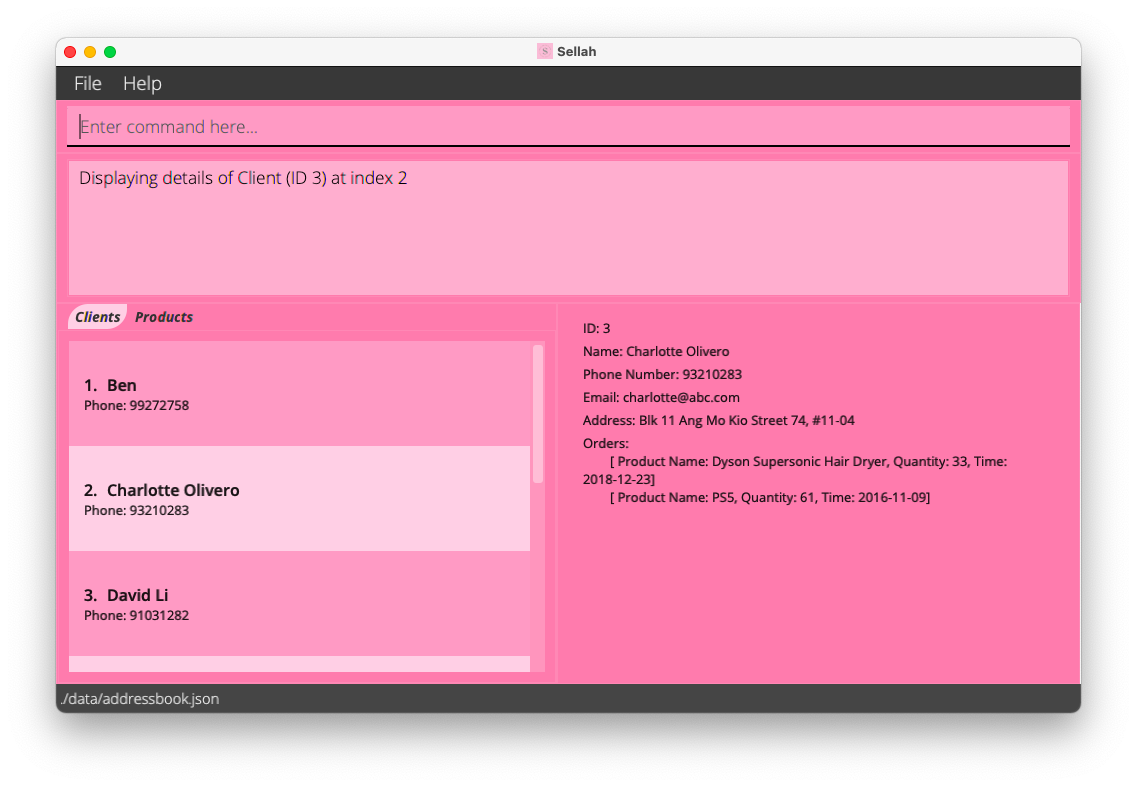 S Sellah
File Help
Enter command here...
Displaying details of Client (ID 3) at index 2
Clients Products
1. Ben
Phone: 99272758
2. Charlotte Olivero
Phone: 93210283
3. David Li
Phone: 91031282
ID: 3
Name: Charlotte Olivero
Phone Number: 93210283
Email: charlotte@abc.com
Address: Blk 11 Ang Mo Kio Street 74, #11-04
Orders:
[ Product Name: Dyson Supersonic Hair Dryer, Quantity: 33, Time:
2018-12-23]
[ Product Name: PS5, Quantity: 61, Time: 2016-11-09]
./data/addressbook.json